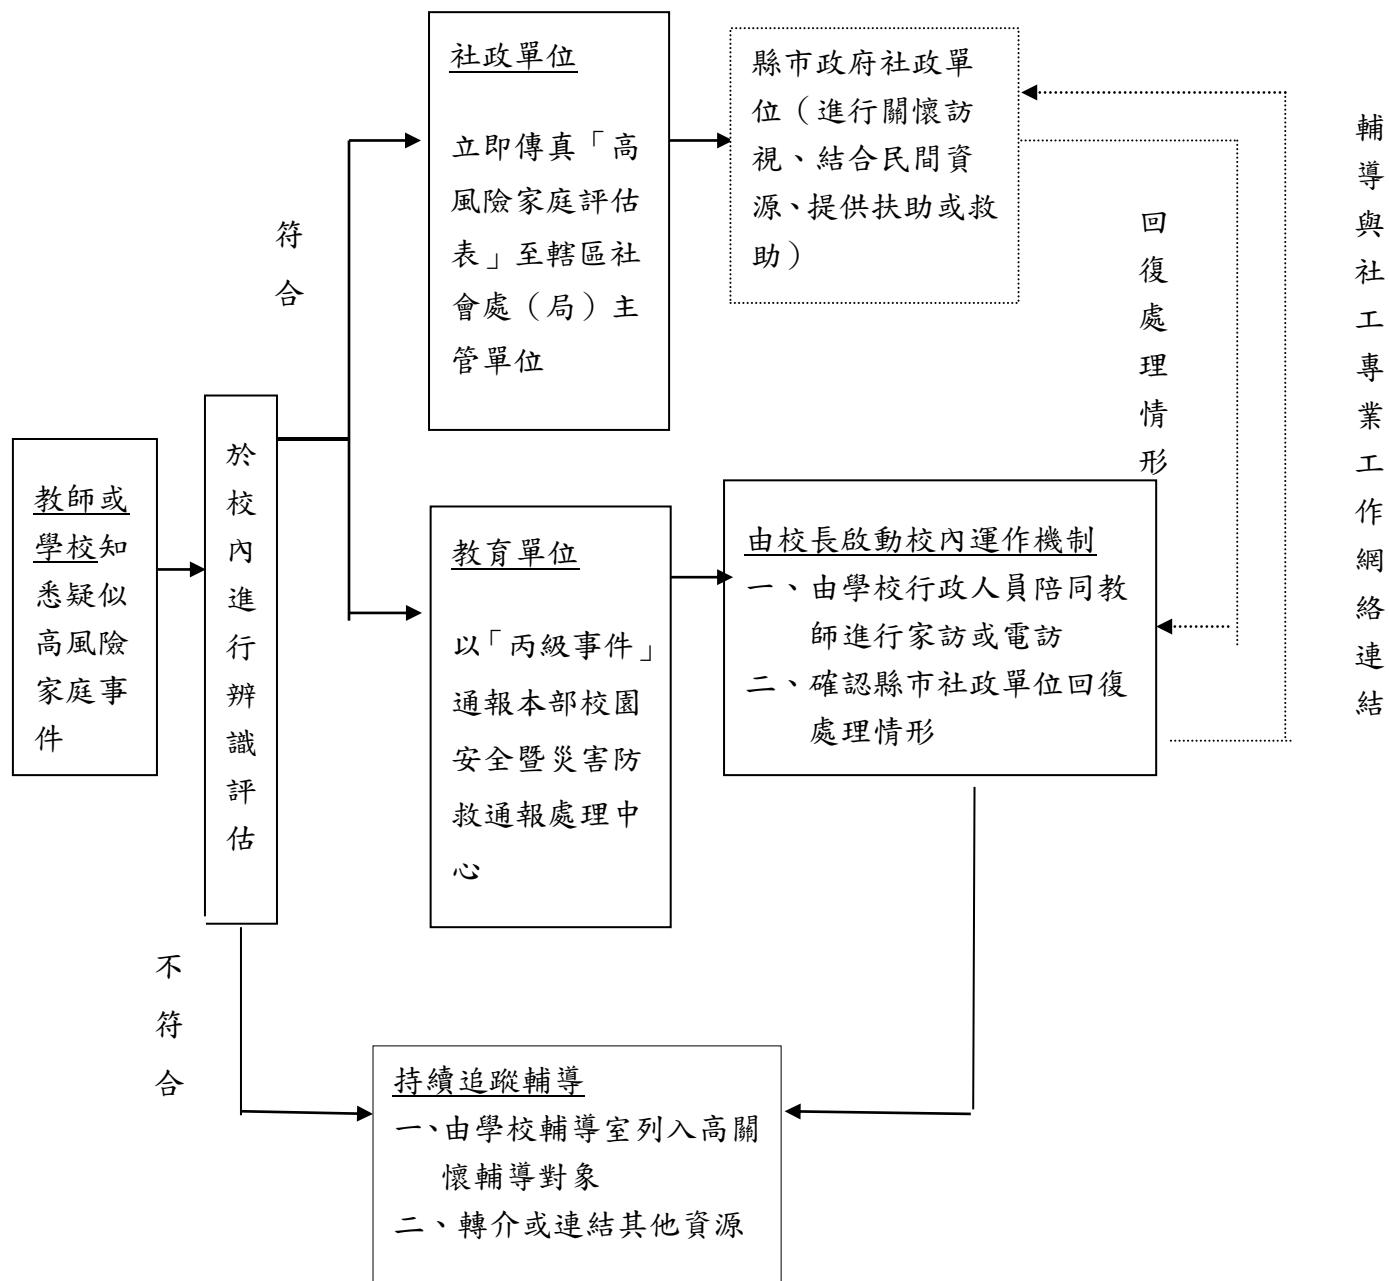 社政單位
立即傳真「高
風險家庭評估
表」至轄區社
會處（局）主
管單位
縣市政府社政單
位（進行關懷訪
視、結合民間資
源、提供扶助或救
助）
輔導與社工專業工作網絡連結
回復處理情形
符合
教師或
學校知
悉疑似
高風險
家庭事
件
於校內進行辨識評估
教育單位
以「丙級事件」
通報本部校園
安全暨災害防
救通報處理中
心
由校長啟動校內運作機制
一、由學校行政人員陪同教
師進行家訪或電訪
二、確認縣市社政單位回復
處理情形
不符合
持續追蹤輔導
一、由學校輔導室列入高關
懷輔導對象
二、轉介或連結其他資源